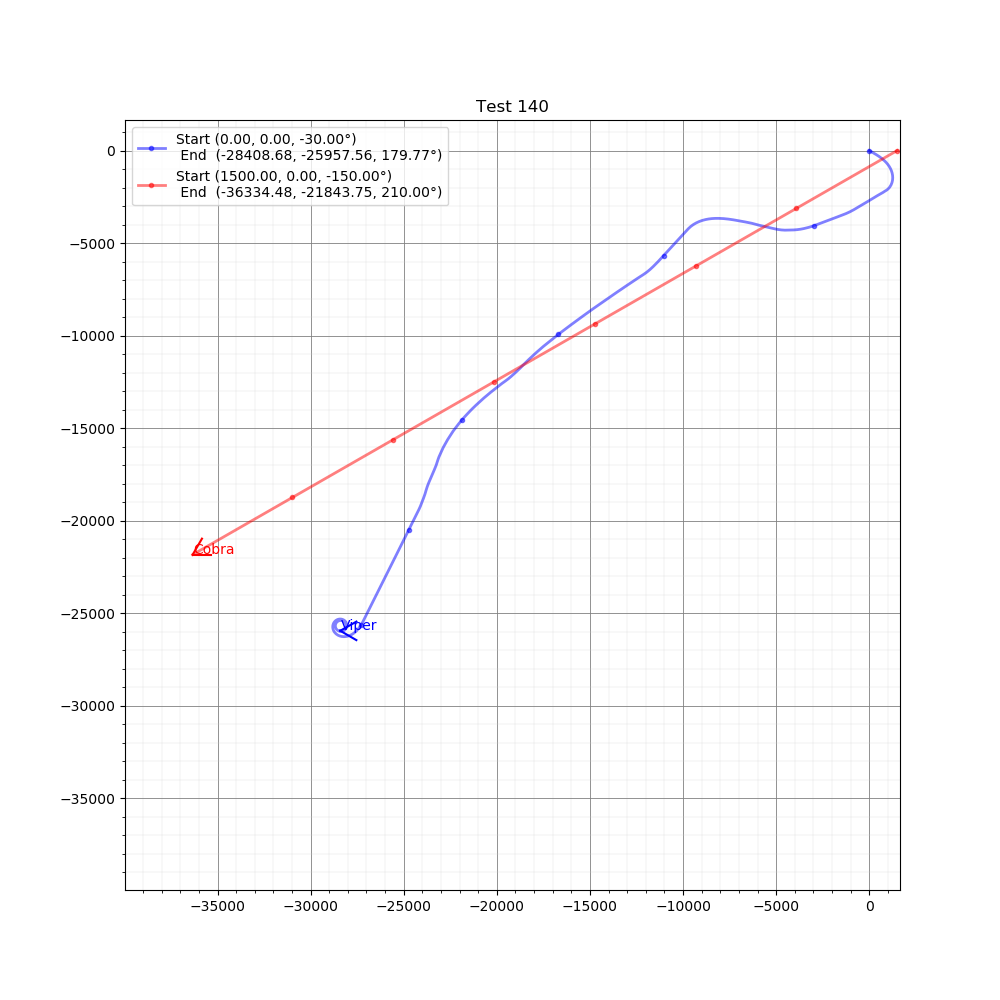 Test 140
Start (0.00, 0.00, -30.00°)
End  (-28408.68, -25957.56, 179.77°)
Start (1500.00, 0.00, -150.00°)
End  (-36334.48, -21843.75, 210.00°)
0
−5000
−10000
−15000
−20000
−25000
−30000
−35000
Cobra
Viper
−35000
−30000
−25000
−20000
−15000
−10000
−5000
0